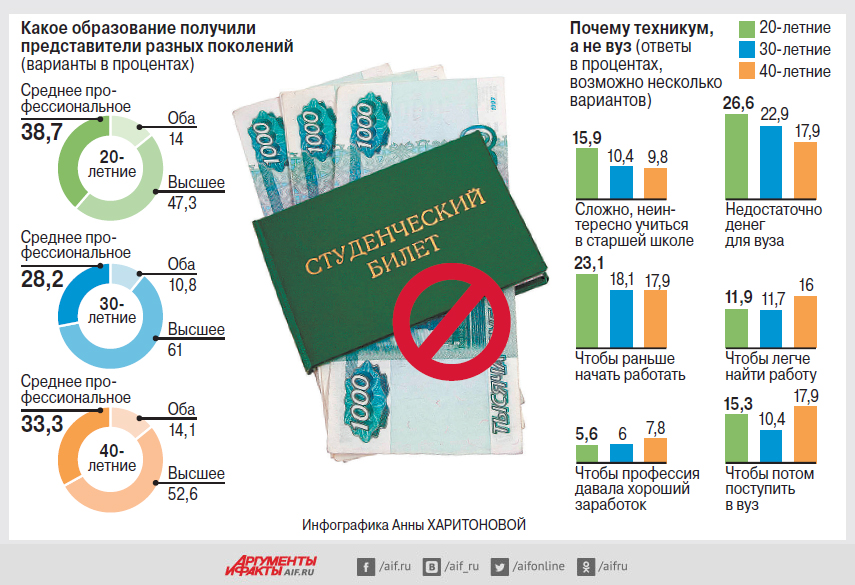 Какое образование получили
представители разных поколений
(варианты в процентах)
Среднее про-
фессиональное
38,7
Оба
14
20-
летние
Высшее
47,3
Среднее про-
фессиональное
28,2
Оба
10,8
30-
летние
Высшее
61
Среднее про-
фессиональное
33,3
Оба
14,1
40-
летние
Высшее
52,6
1000
1000
1000
1997
СТУДЕНЧЕСКИЙ
БИЛЕТ
1000
ТЫСЯЧА
Почему техникум,
а не вуз (ответы
в процентах,
возможно несколько
вариантов)
20-летние
30-летние
40-летние
15,9
10,4
9,8
Сложно, неин-
тересно учиться
в старшей школе
26,6
22,9
17,9
Недостаточно
денег
для вуза
23,1
18,1
17,9
Чтобы раньше
начать работать
11,9
11,7
16
Чтобы легче
найти работу
5,6
6
7,8
Чтобы профессия
давала хороший
заработок
15,3
10,4
17,9
Чтобы потом
поступить
в вуз
Инфографика Анны ХАРИТОНОВОЙ
АРГУМЕНТЫ
И ФАКТЫ AIF.RU
/aif.ru
/aif_ru
/aifonline
/aifru